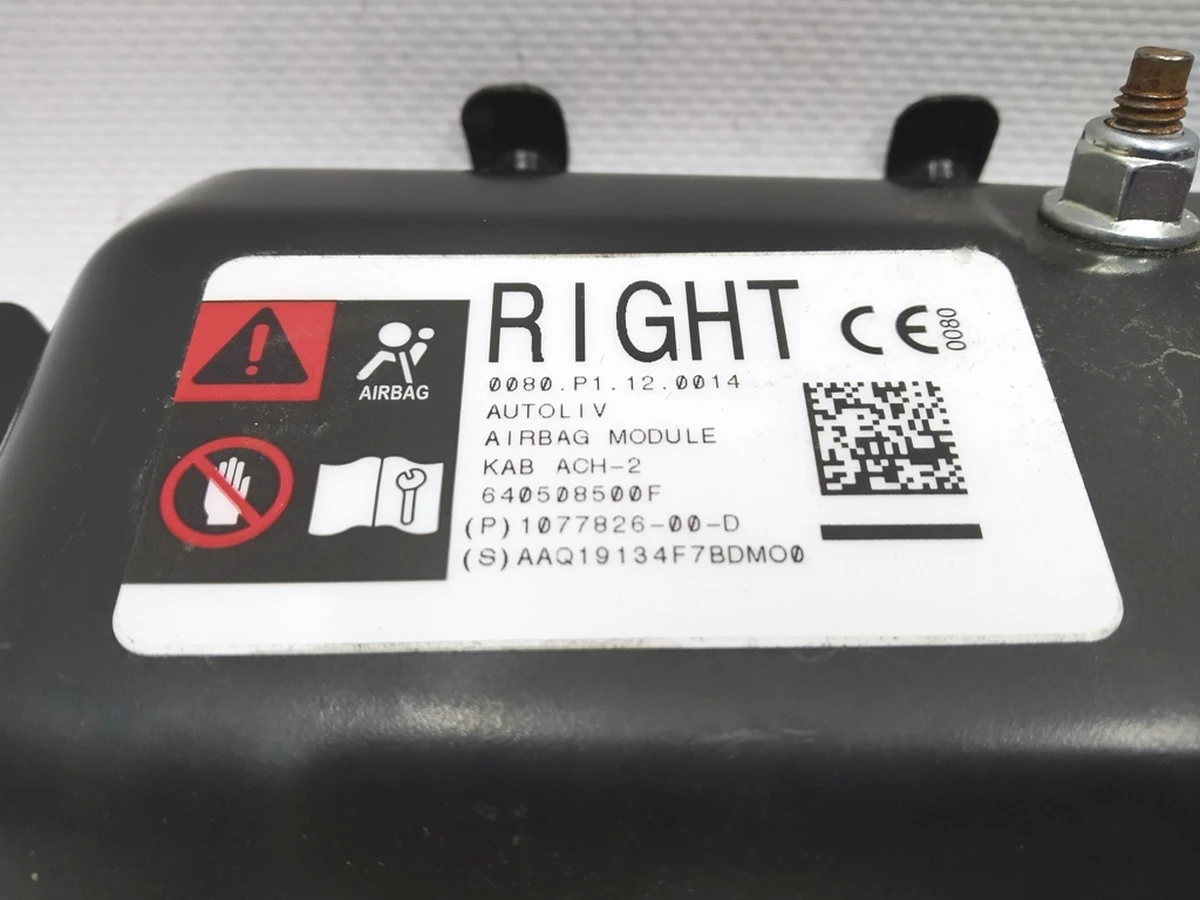 RIGHT
CE 0080
AIRBAG
0080.P1.12.0014
AUTOLIV
AIRBAG MODULE
KAB ACH-2
640508500F
(P)1077826-00-D
(S)AAQ19134F7BDMO0